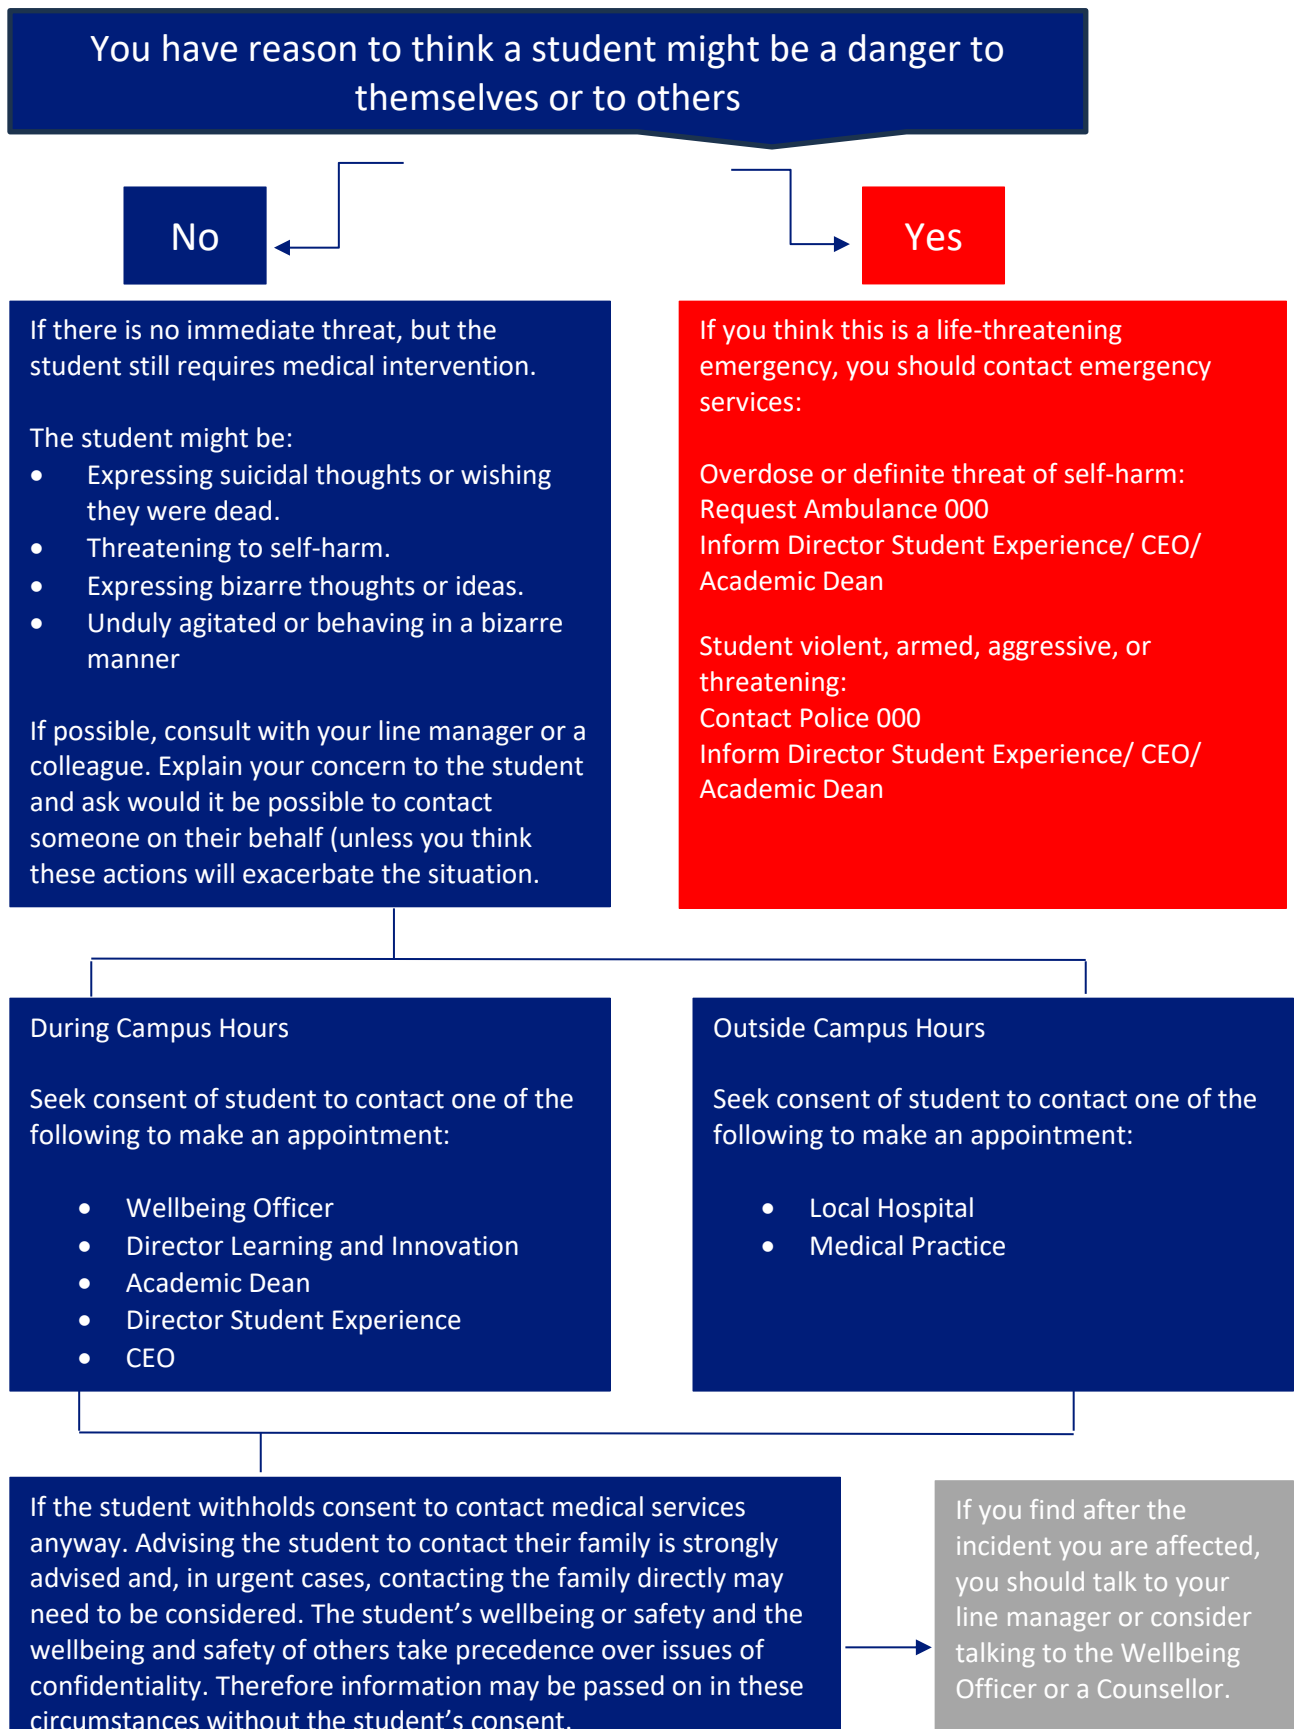 You have reason to think a student might be a danger to
themselves or to others
No
Yes
If there is no immediate threat, but the
student still requires medical intervention.
The student might be:
• Expressing suicidal thoughts or wishing
they were dead.
• Threatening to self-harm.
• Expressing bizarre thoughts or ideas.
• Unduly agitated or behaving in a bizarre
manner
If possible, consult with your line manager or a
colleague. Explain your concern to the student
and ask would it be possible to contact
someone on their behalf (unless you think
these actions will exacerbate the situation.
If you think this is a life-threatening
emergency, you should contact emergency
services:
Overdose or definite threat of self-harm:
Request Ambulance 000
Inform Director Student Experience/ CEO/
Academic Dean
Student violent, armed, aggressive, or
threatening:
Contact Police 000
Inform Director Student Experience/ CEO/
Academic Dean
During Campus Hours
Seek consent of student to contact one of the
following to make an appointment:
• Wellbeing Officer
• Director Learning and Innovation
• Academic Dean
• Director Student Experience
• CEO
Outside Campus Hours
Seek consent of student to contact one of the
following to make an appointment:
• Local Hospital
• Medical Practice
If the student withholds consent to contact medical services
anyway. Advising the student to contact their family is strongly
advised and, in urgent cases, contacting the family directly may
need to be considered. The student’s wellbeing or safety and the
wellbeing and safety of others take precedence over issues of
confidentiality. Therefore information may be passed on in these
circumstances without the student’s consent.
If you find after the
incident you are affected,
you should talk to your
line manager or consider
talking to the Wellbeing
Officer or a Counsellor.